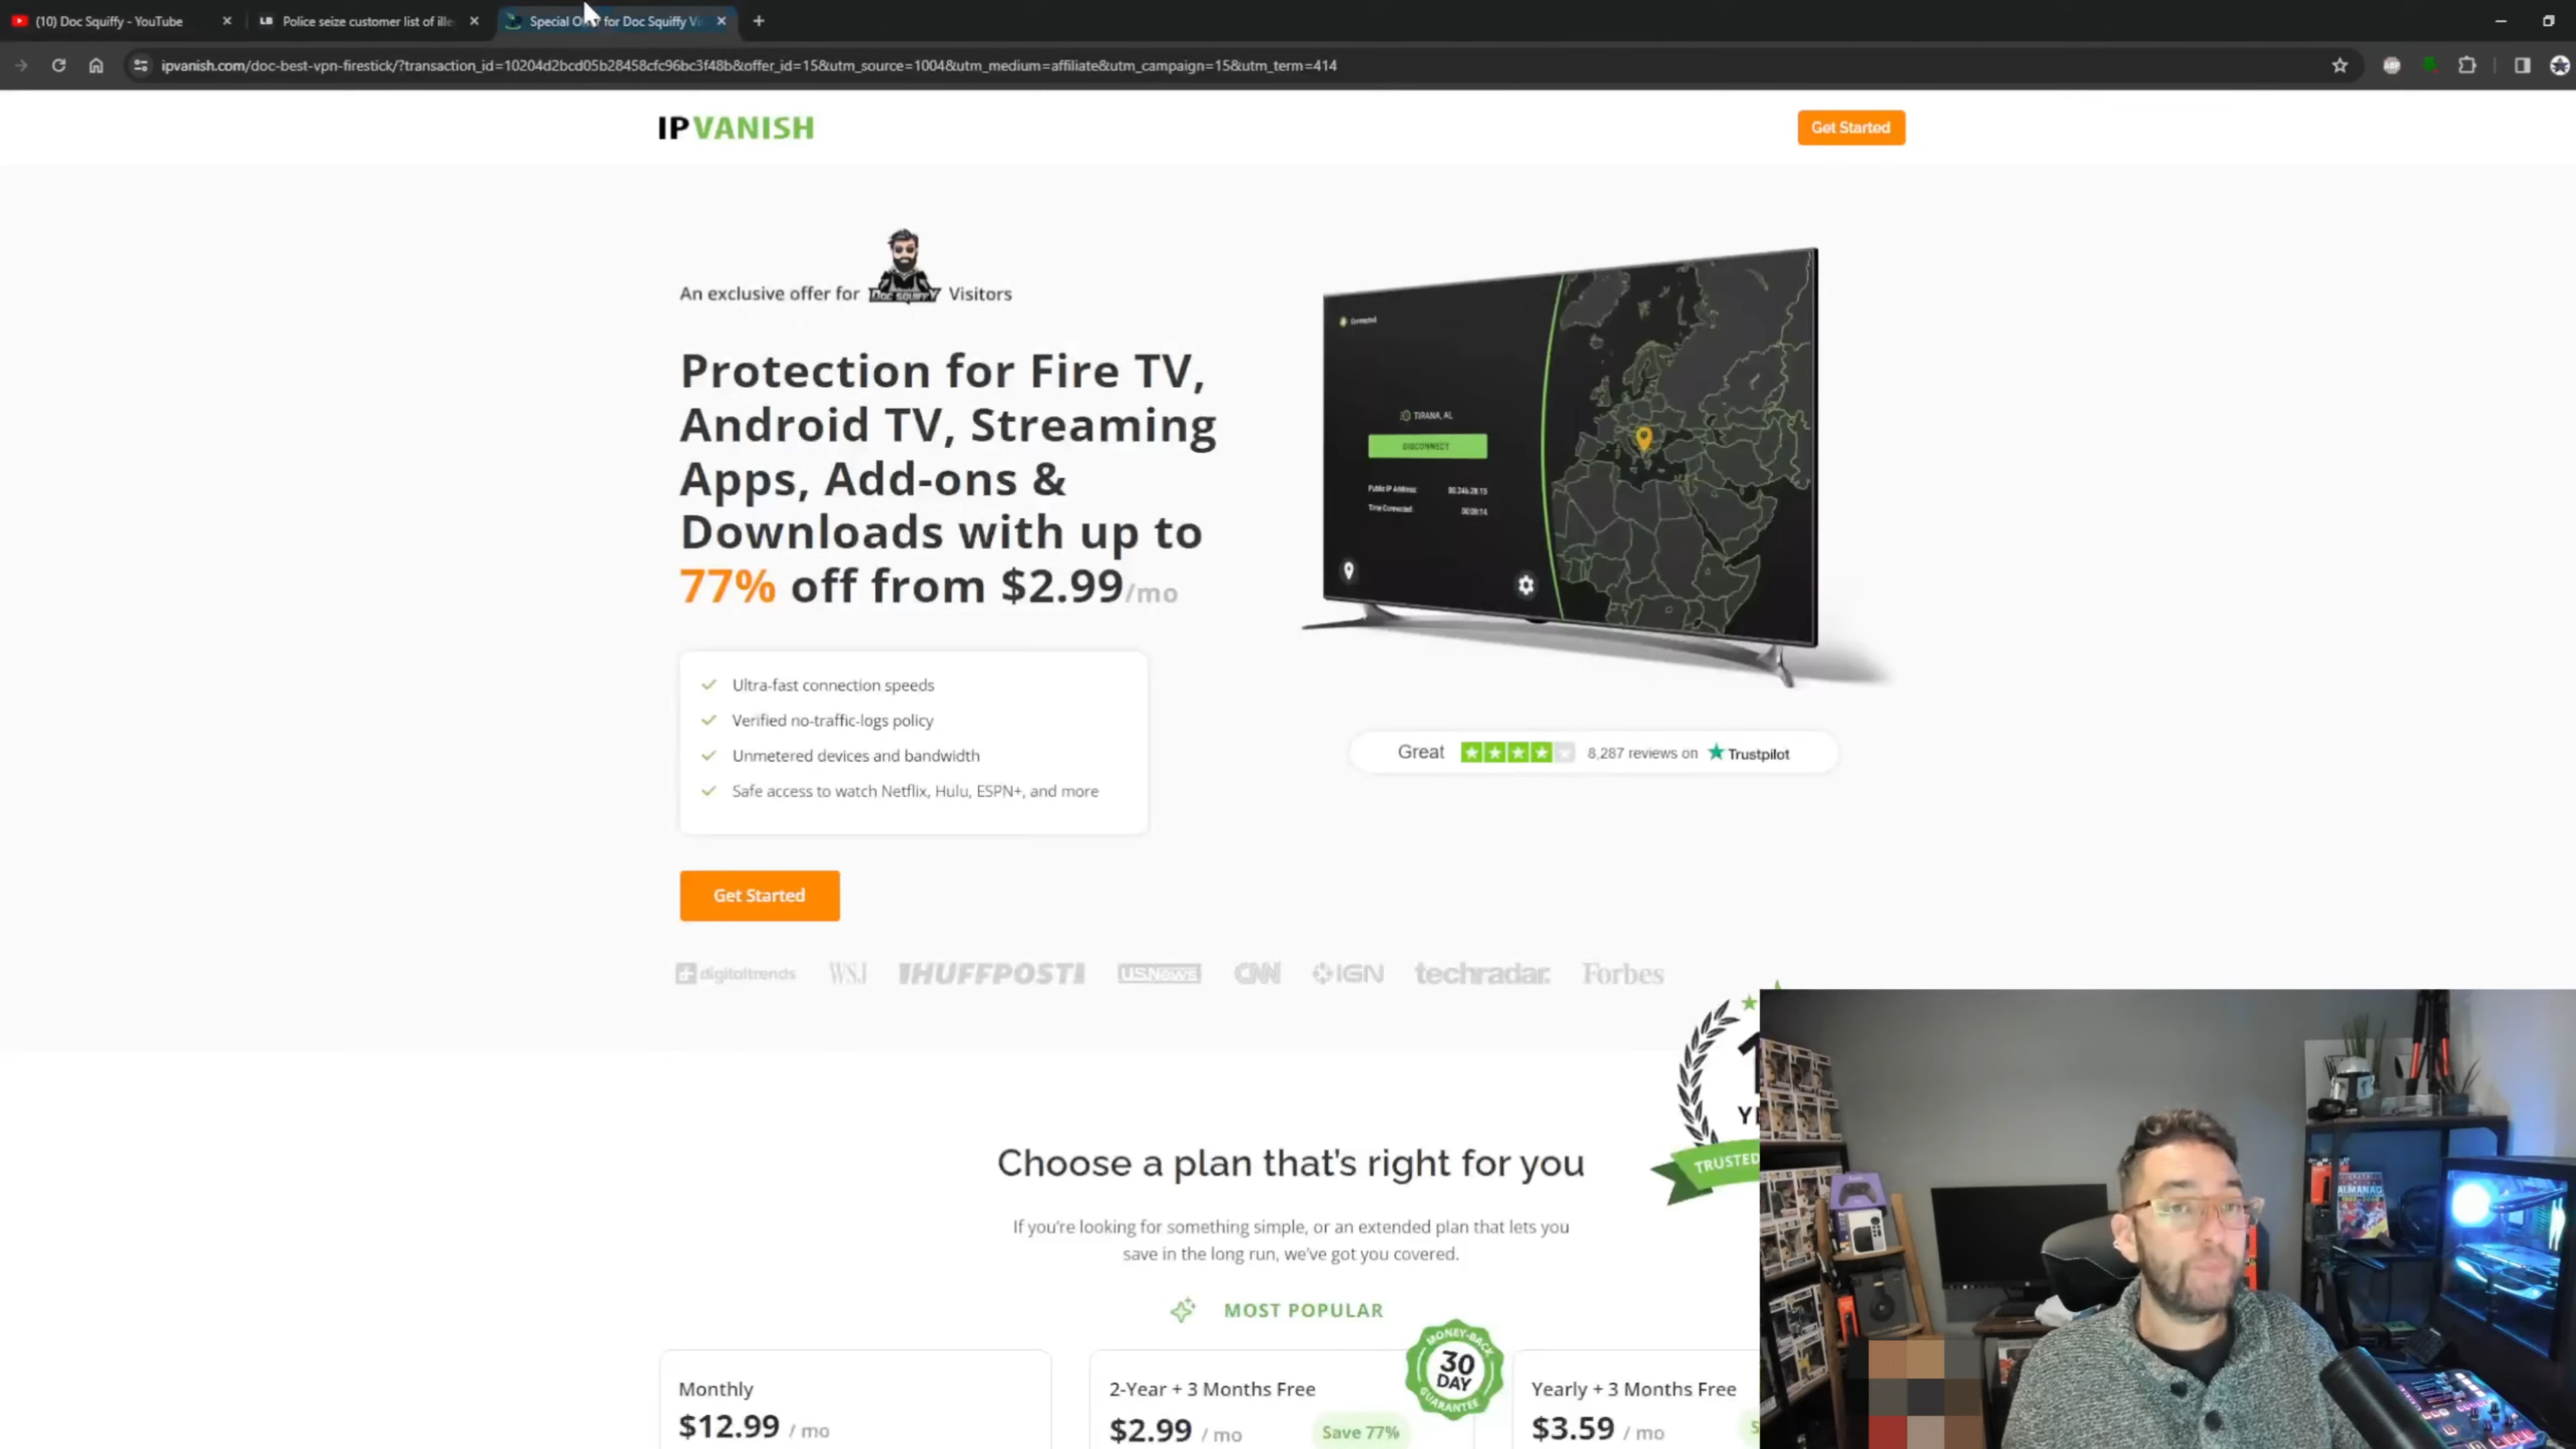 (10) Doc Squiffy - YouTube
LB Police seize customer list of ille
Special Offer for Doc Squiffy Vi
ipvanish.com/doc-best-vpn-firestick/?transaction_id=10204d2bcd05b28458cfc96bc3f48b&offer_id=15&utm_source=1004&utm_medium=affiliate&utm_campaign=15&utm_term=414
IPVANISH
Get Started
An exclusive offer for DOC SQUIFFY Visitors
Protection for Fire TV,
Android TV, Streaming
Apps, Add-ons &
Downloads with up to
77% off from $2.99/mo
Connected
TIRANA, AL
DISCONNECT
Public IP Address:
Time Connected:
Ultra-fast connection speeds
Verified no-traffic-logs policy
Unmetered devices and bandwidth
Safe access to watch Netflix, Hulu, ESPN+, and more
Great 8,287 reviews on Trustpilot
Get Started
digitaltrends WSJ HUFFPOST U.S.News CNN IGN techradar. Forbes
TRUSTED
Choose a plan that's right for you
If you're looking for something simple, or an extended plan that lets you
save in the long run, we've got you covered.
MOST POPULAR
MONEY-BACK
30
DAY
GUARANTEE
Monthly
$12.99 / mo
2-Year + 3 Months Free
$2.99 / mo Save 77%
Yearly + 3 Months Free
$3.59 / mo
ALMANAC